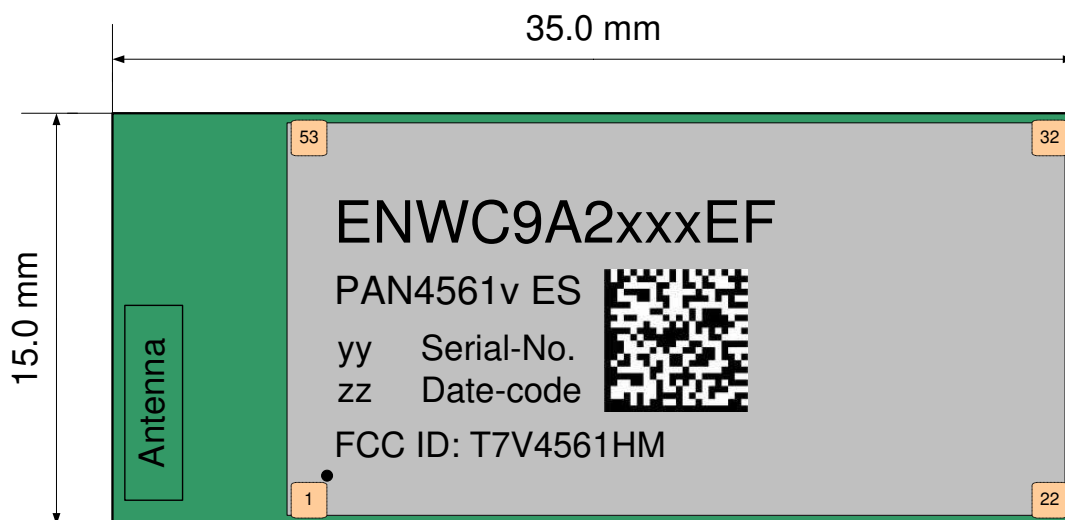 35.0 mm
53
32
ENWC9A2xxxEF
PAN4561v ES
15.0 mm
yy Serial-No.
zz Date-code
Antenna
FCC ID: T7V4561HM
1
22